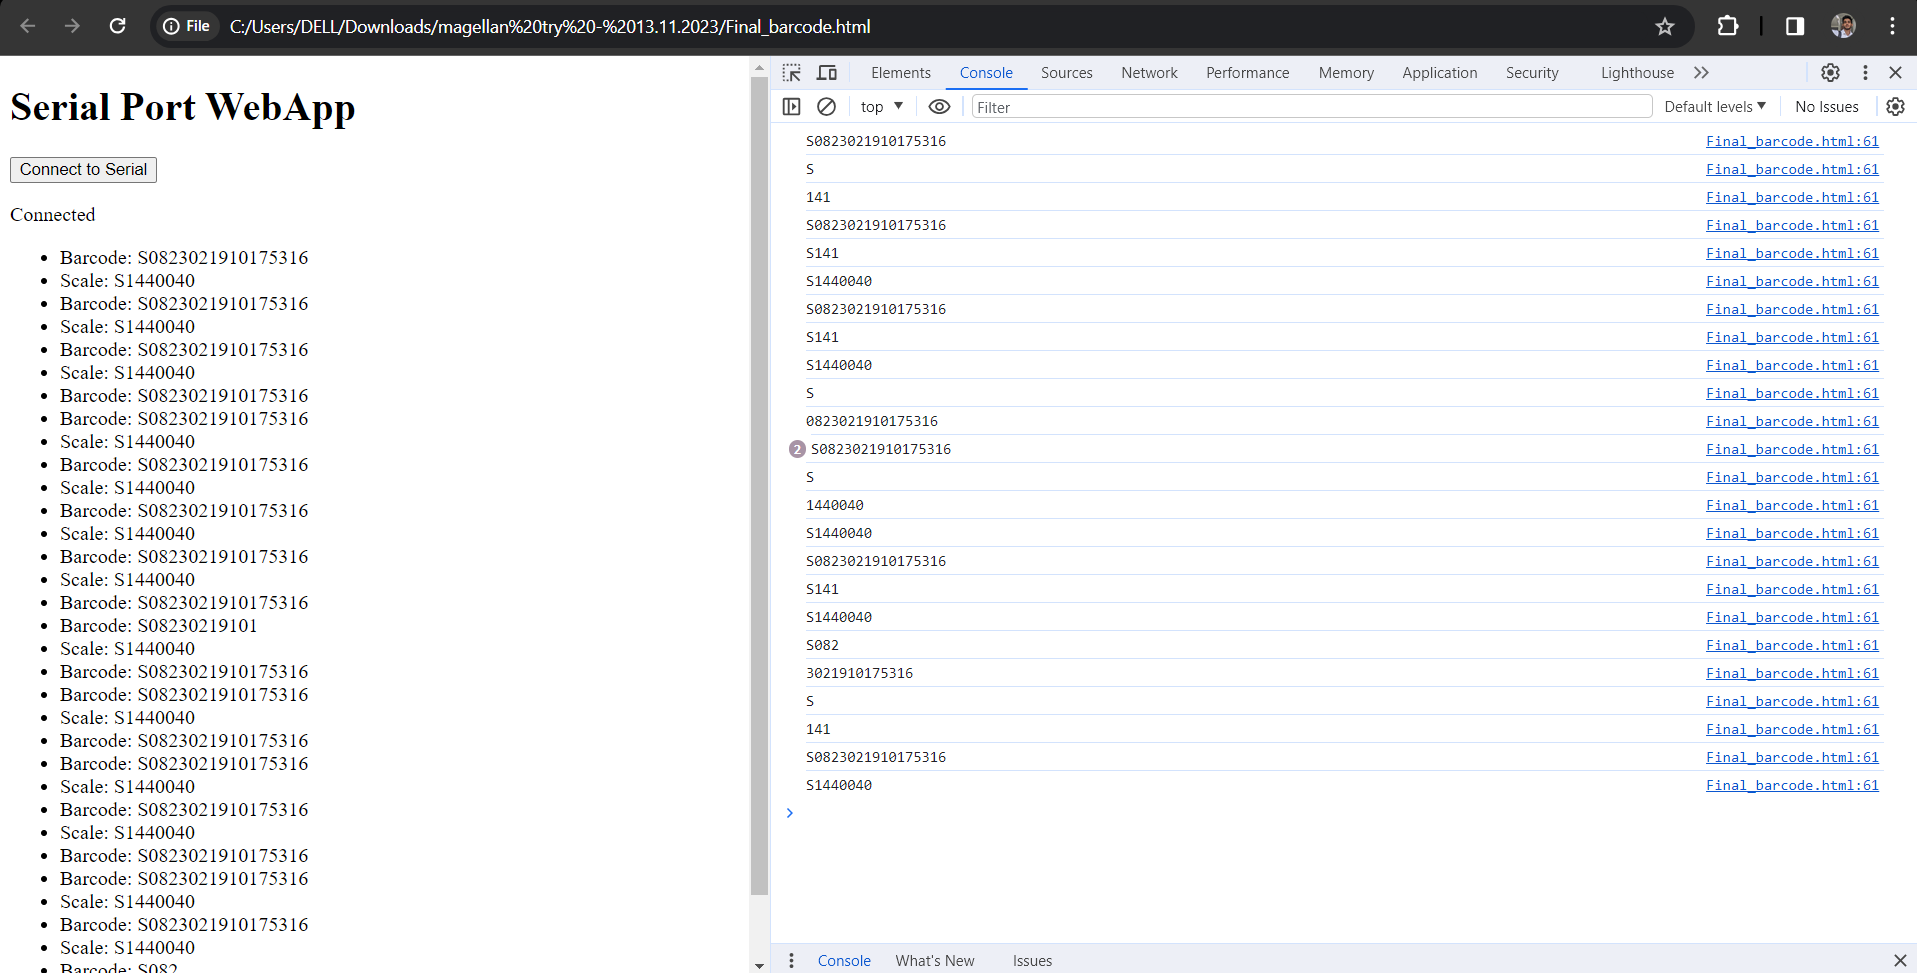 File C:/Users/DELL/Downloads/magellan%20try%20-%2013.11.2023/Final_barcode.html
Serial Port WebApp
Connect to Serial
Connected
Barcode: S0823021910175316
Scale: S1440040
Barcode: S0823021910175316
Scale: S1440040
Barcode: S0823021910175316
Scale: S1440040
Barcode: S0823021910175316
Barcode: S0823021910175316
Scale: S1440040
Barcode: S0823021910175316
Scale: S1440040
Barcode: S0823021910175316
Scale: S1440040
Barcode: S0823021910175316
Scale: S1440040
Barcode: S0823021910175316
Barcode: S08230219101
Scale: S1440040
Barcode: S0823021910175316
Barcode: S0823021910175316
Scale: S1440040
Barcode: S0823021910175316
Barcode: S0823021910175316
Scale: S1440040
Barcode: S0823021910175316
Scale: S1440040
Barcode: S0823021910175316
Barcode: S0823021910175316
Scale: S1440040
Barcode: S0823021910175316
Scale: S1440040
Barcode: S082
Elements Console Sources Network Performance Memory Application Security Lighthouse
top Filter Default levels No Issues
S0823021910175316 Final_barcode.html:61
S Final_barcode.html:61
141 Final_barcode.html:61
S0823021910175316 Final_barcode.html:61
S141 Final_barcode.html:61
S1440040 Final_barcode.html:61
S0823021910175316 Final_barcode.html:61
S141 Final_barcode.html:61
S1440040 Final_barcode.html:61
S Final_barcode.html:61
0823021910175316 Final_barcode.html:61
2 S0823021910175316 Final_barcode.html:61
S Final_barcode.html:61
1440040 Final_barcode.html:61
S1440040 Final_barcode.html:61
S0823021910175316 Final_barcode.html:61
S141 Final_barcode.html:61
S1440040 Final_barcode.html:61
S082 Final_barcode.html:61
3021910175316 Final_barcode.html:61
S Final_barcode.html:61
141 Final_barcode.html:61
S0823021910175316 Final_barcode.html:61
S1440040 Final_barcode.html:61
Console What's New Issues